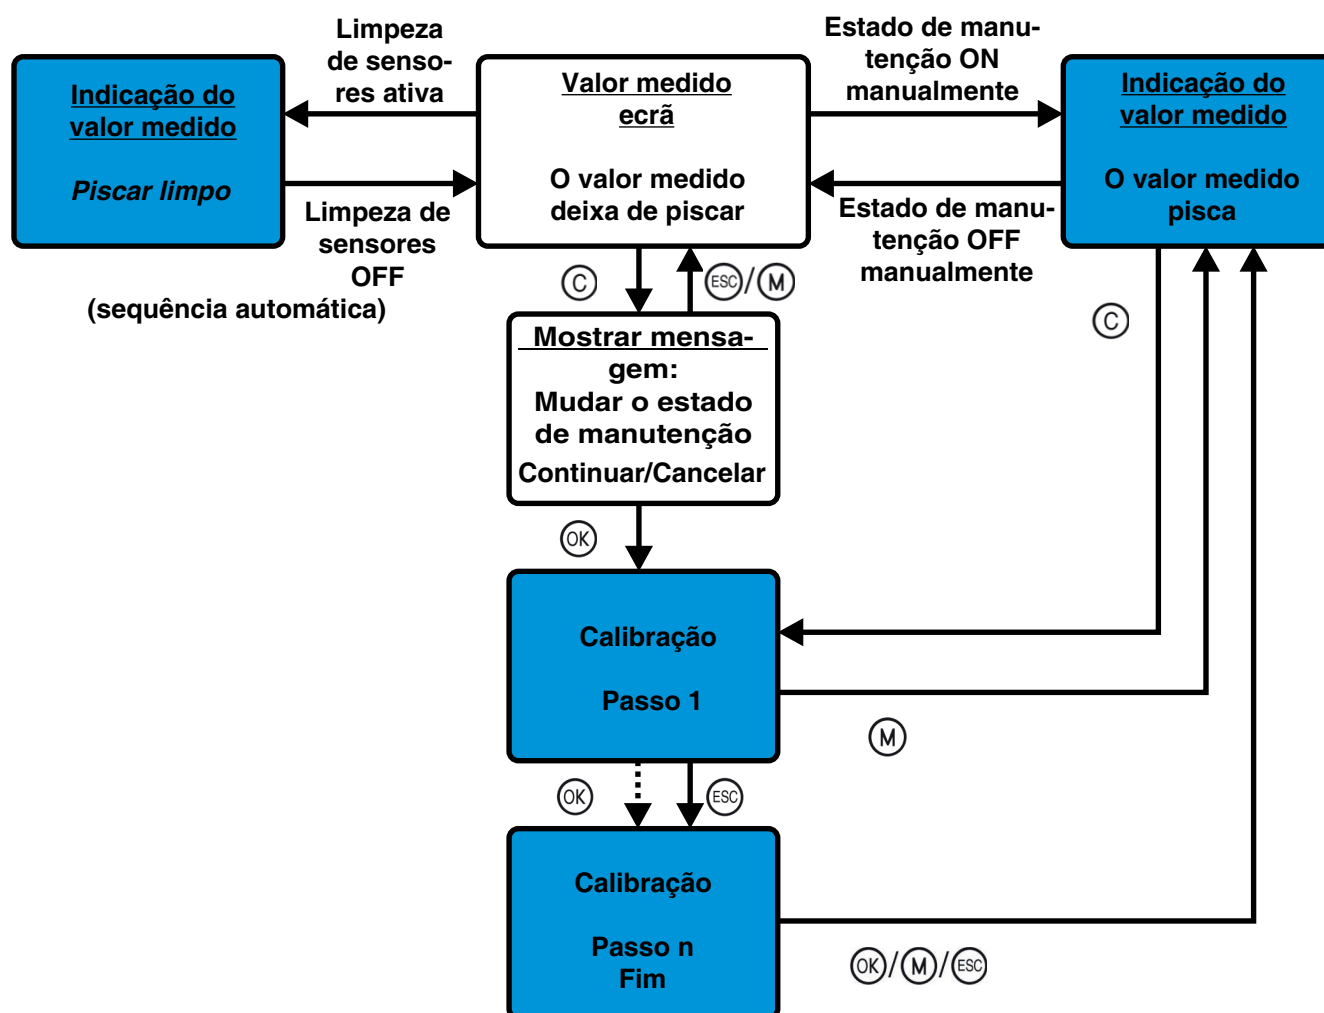 Limpeza
de senso-
res ativa
Estado de manu-
tenção ON
manualmente
Indicação do
valor medido
Piscar limpo
Valor medido
ecrã
O valor medido
deixa de piscar
Indicação do
valor medido
O valor medido
pisca
Limpeza de
sensores
OFF
(sequência automática)
Estado de manu-
tenção OFF
manualmente
C
ESC/M
C
Mostrar mensa-
gem:
Mudar o estado
de manutenção
Continuar/Cancelar
OK
Calibração
Passo 1
M
OK
ESC
Calibração
Passo n
Fim
OK/M/ESC